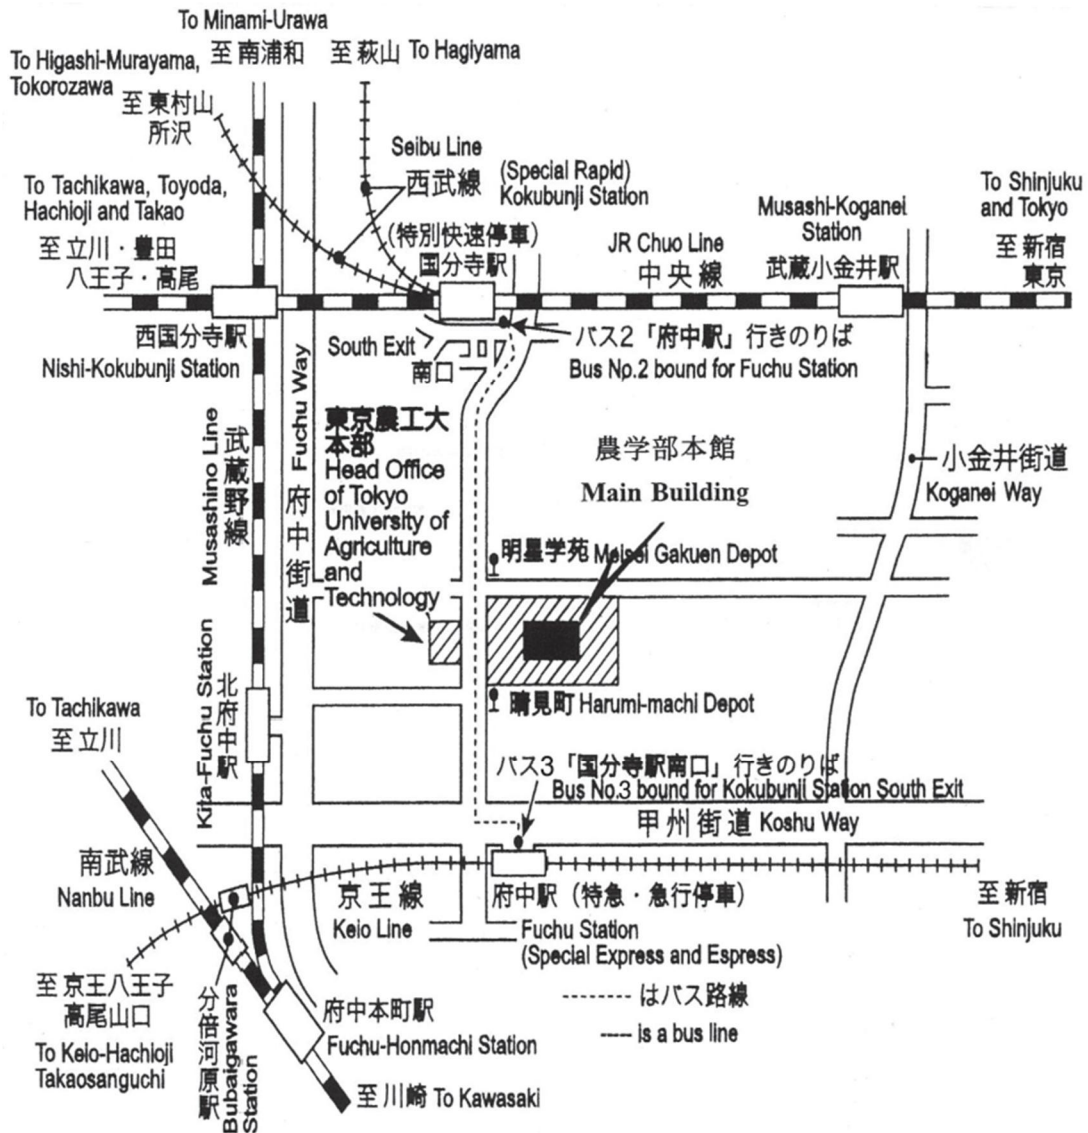 To Minami-Urawa
至 南浦和
至 萩山 To Hagiyama
To Higashi-Murayama,
Tokorozawa
至 東村山
所沢
Seibu Line
西武線
(Special Rapid)
Kokubunji Station
(特別快速停車)
国分寺駅
To Tachikawa, Toyoda,
Hachioji and Takao
至 立川・豊田
八王子・高尾
JR Chuo Line
中央線
Musashi-Koganei
Station
武蔵小金井駅
To Shinjuku
and Tokyo
至 新宿
東京
西国分寺駅
Nishi-Kokubunji Station
South Exit
南口
バス2「府中駅」行きのりば
Bus No.2 bound for Fuchu Station
Fuchu Way
府中街道
Musashino Line
武蔵野線
東京農工大
本部
Head Office
of Tokyo
University of
Agriculture
and
Technology
農学部本館
Main Building
小金井街道
Koganei Way
明星学苑 Meisei Gakuen Depot
Kita-Fuchu Station
北府中駅
晴見町 Harumi-machi Depot
To Tachikawa
至 立川
バス3「国分寺駅南口」行きのりば
Bus No.3 bound for Kokubunji Station South Exit
甲州街道 Koshu Way
南武線
Nanbu Line
京王線
Keio Line
府中駅(特急・急行停車)
Fuchu Station
(Special Express and Espress)
至 新宿
To Shinjuku
至 京王八王子
高尾山口
To Keio-Hachioji
Takaosanguchi
分倍河原駅
Bubaigawara
Station
府中本町駅
Fuchu-Honmachi Station
至 川崎 To Kawasaki
はバス路線
is a bus line